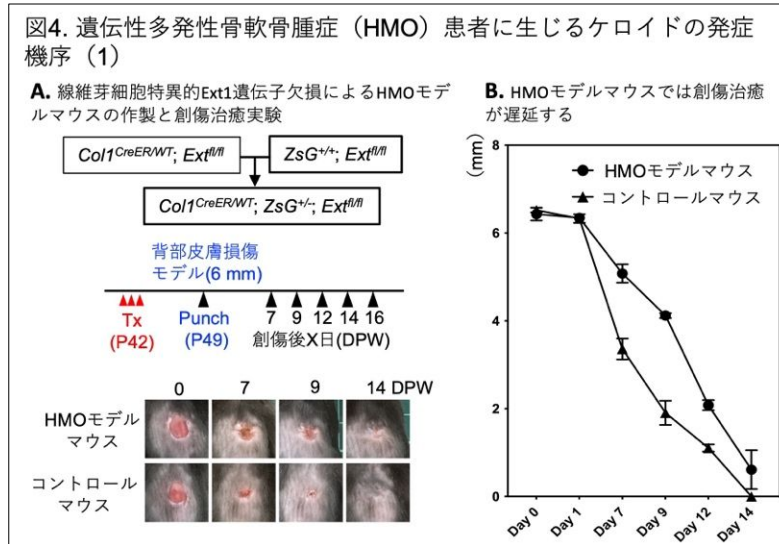 図4. 遺伝性多発性骨軟骨腫症（HMO）患者に生じるケロイドの発症
機序（1）
A. 線維芽細胞特異的Ext1遺伝子欠損によるHMOモデ
ルマウスの作製と創傷治癒実験
Col1CreER/WT; Extfl/fl
ZsG+/+; Extfl/fl
Col1CreER/WT; ZsG+/-; Extfl/fl
背部皮膚損傷
モデル(6 mm)
7 9 12 14 16
Tx
(P42)
Punch
(P49)
創傷後X日(DPW)
0 7 9 14 DPW
HMOモデル
マウス
コントロール
マウス
B. HMOモデルマウスでは創傷治癒
が遅延する
（mm）
HMOモデルマウス
コントロールマウス
8
6
4
2
0
Day 0
Day 1
Day 7
Day 9
Day 12
Day 14